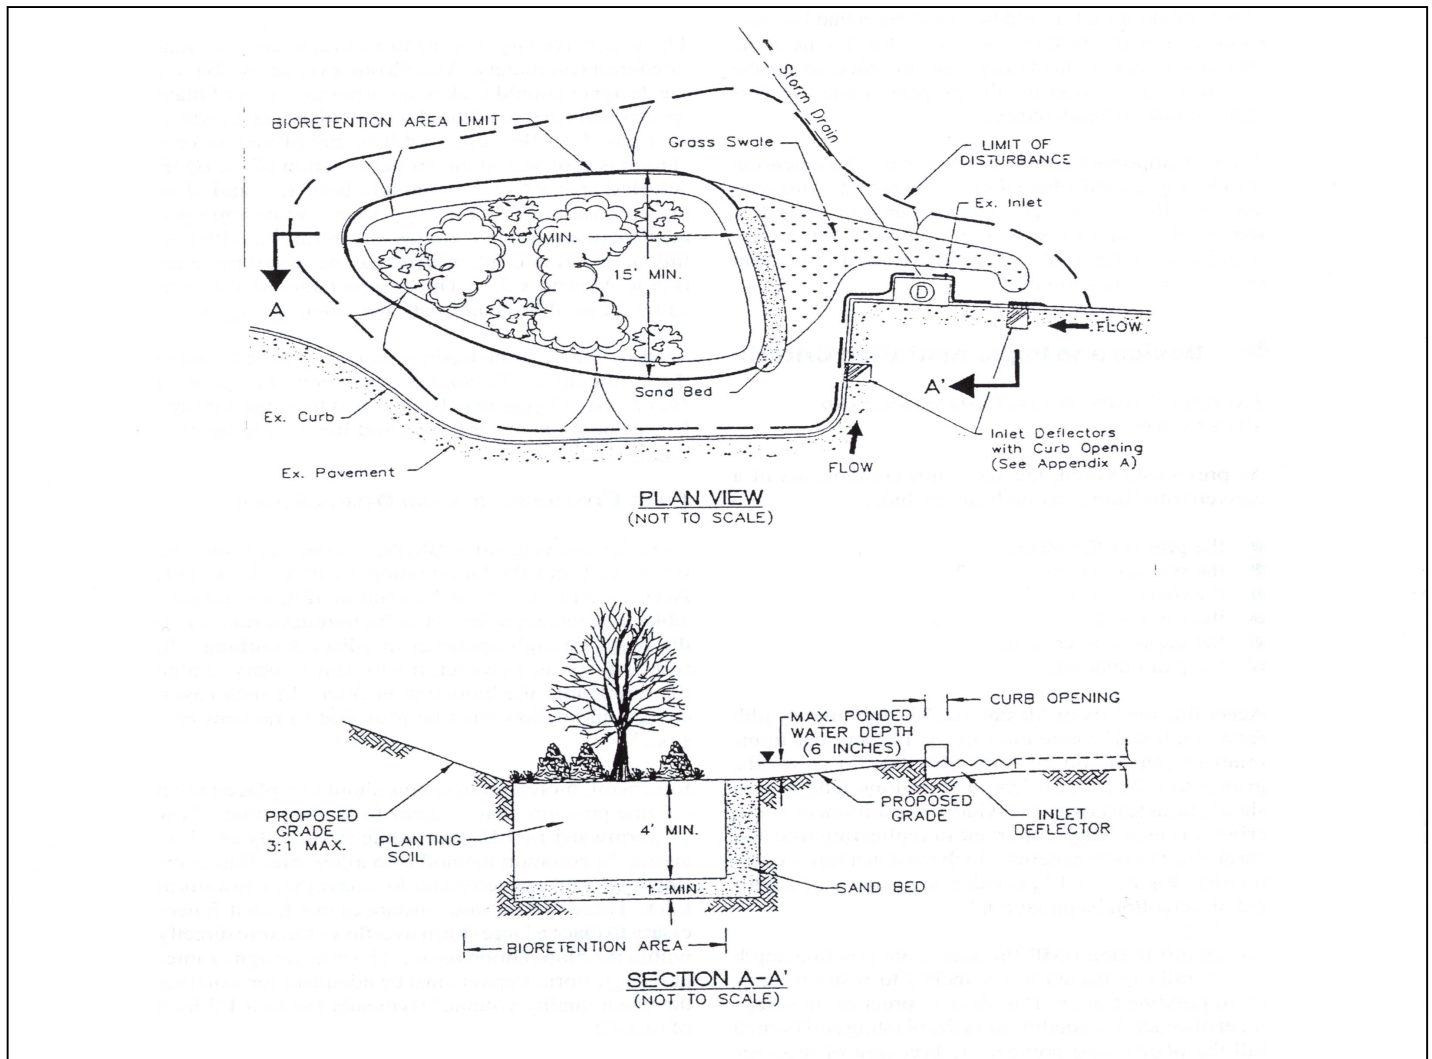 Storm Drain
BIORETENTION AREA LIMIT
Grass Swale
LIMIT OF
DISTURBANCE
Ex. Inlet
40' MIN.
15' MIN.
D
A
FLOW
A'
Sand Bed
Ex. Curb
Inlet Deflectors
with Curb Opening
(See Appendix A)
Ex. Pavement
FLOW
PLAN VIEW
(NOT TO SCALE)
CURB OPENING
MAX. PONDED
WATER DEPTH
(6 INCHES)
PROPOSED
GRADE
3:1 MAX.
PLANTING
SOIL
4' MIN.
PROPOSED
GRADE
INLET
DEFLECTOR
1' MIN.
SAND BED
BIORETENTION AREA
SECTION A-A'
(NOT TO SCALE)